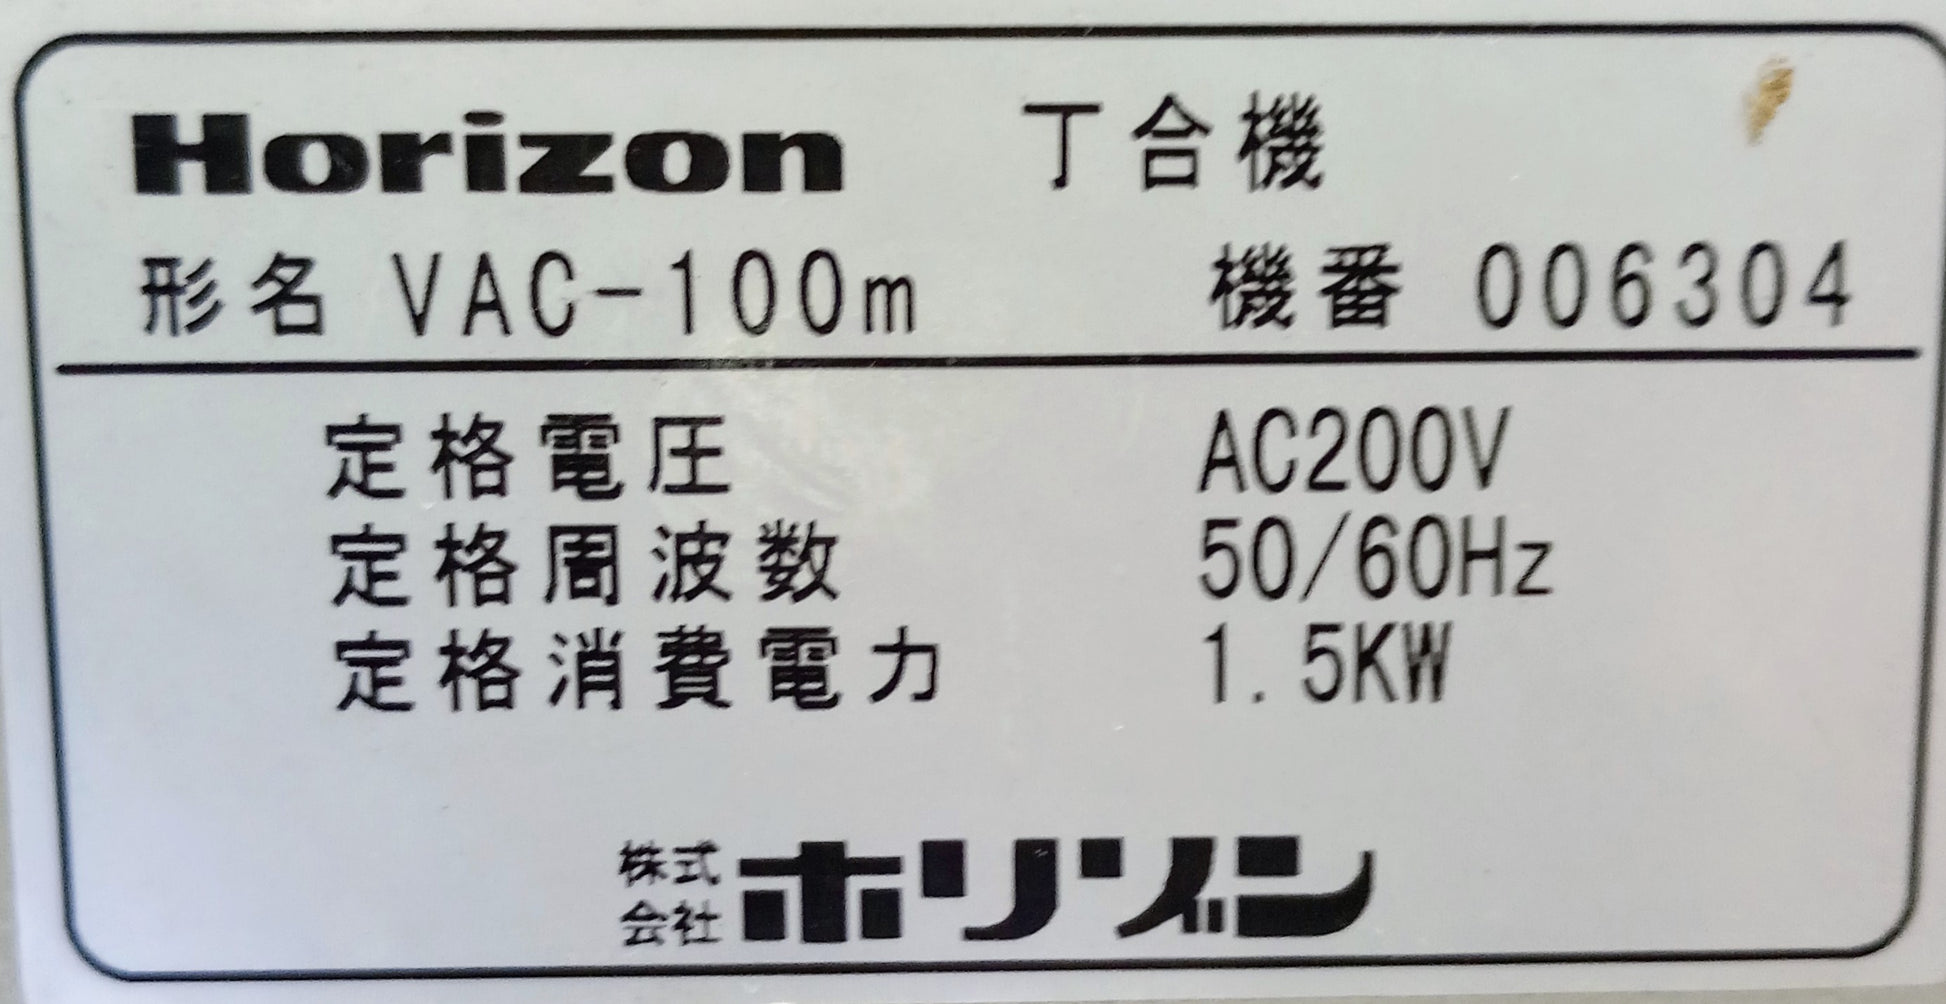 Horizon 丁合機
形名 VAC-100m 機番 006304
定格電圧 AC200V
定格周波数 50/60Hz
定格消費電力 1.5KW
株式会社 ホリゾン